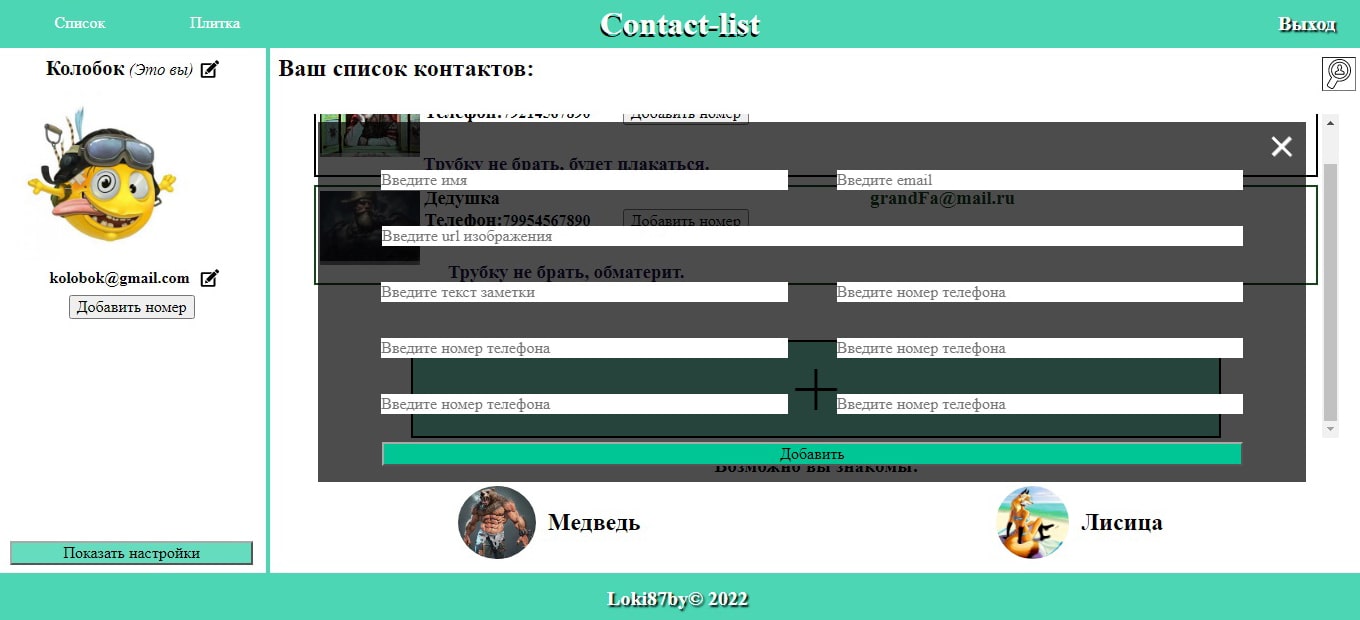 Список Плитка Contact-list Выход
Колобок (Это вы)
Ваш список контактов:
Телефон:79214567890 Добавить номер
Трубку не брать, будет плакаться.
Введите имя Введите email
Дедушка grandFa@mail.ru
Телефон:79954567890 Добавить номер
Введите url изображения
Трубку не брать, обматерит.
kolobok@gmail.com
Введите текст заметки Введите номер телефона
Добавить номер
Введите номер телефона Введите номер телефона
Введите номер телефона Введите номер телефона
Добавить
Возможно вы знакомы:
Медведь Лисица
Показать настройки
Loki87by© 2022